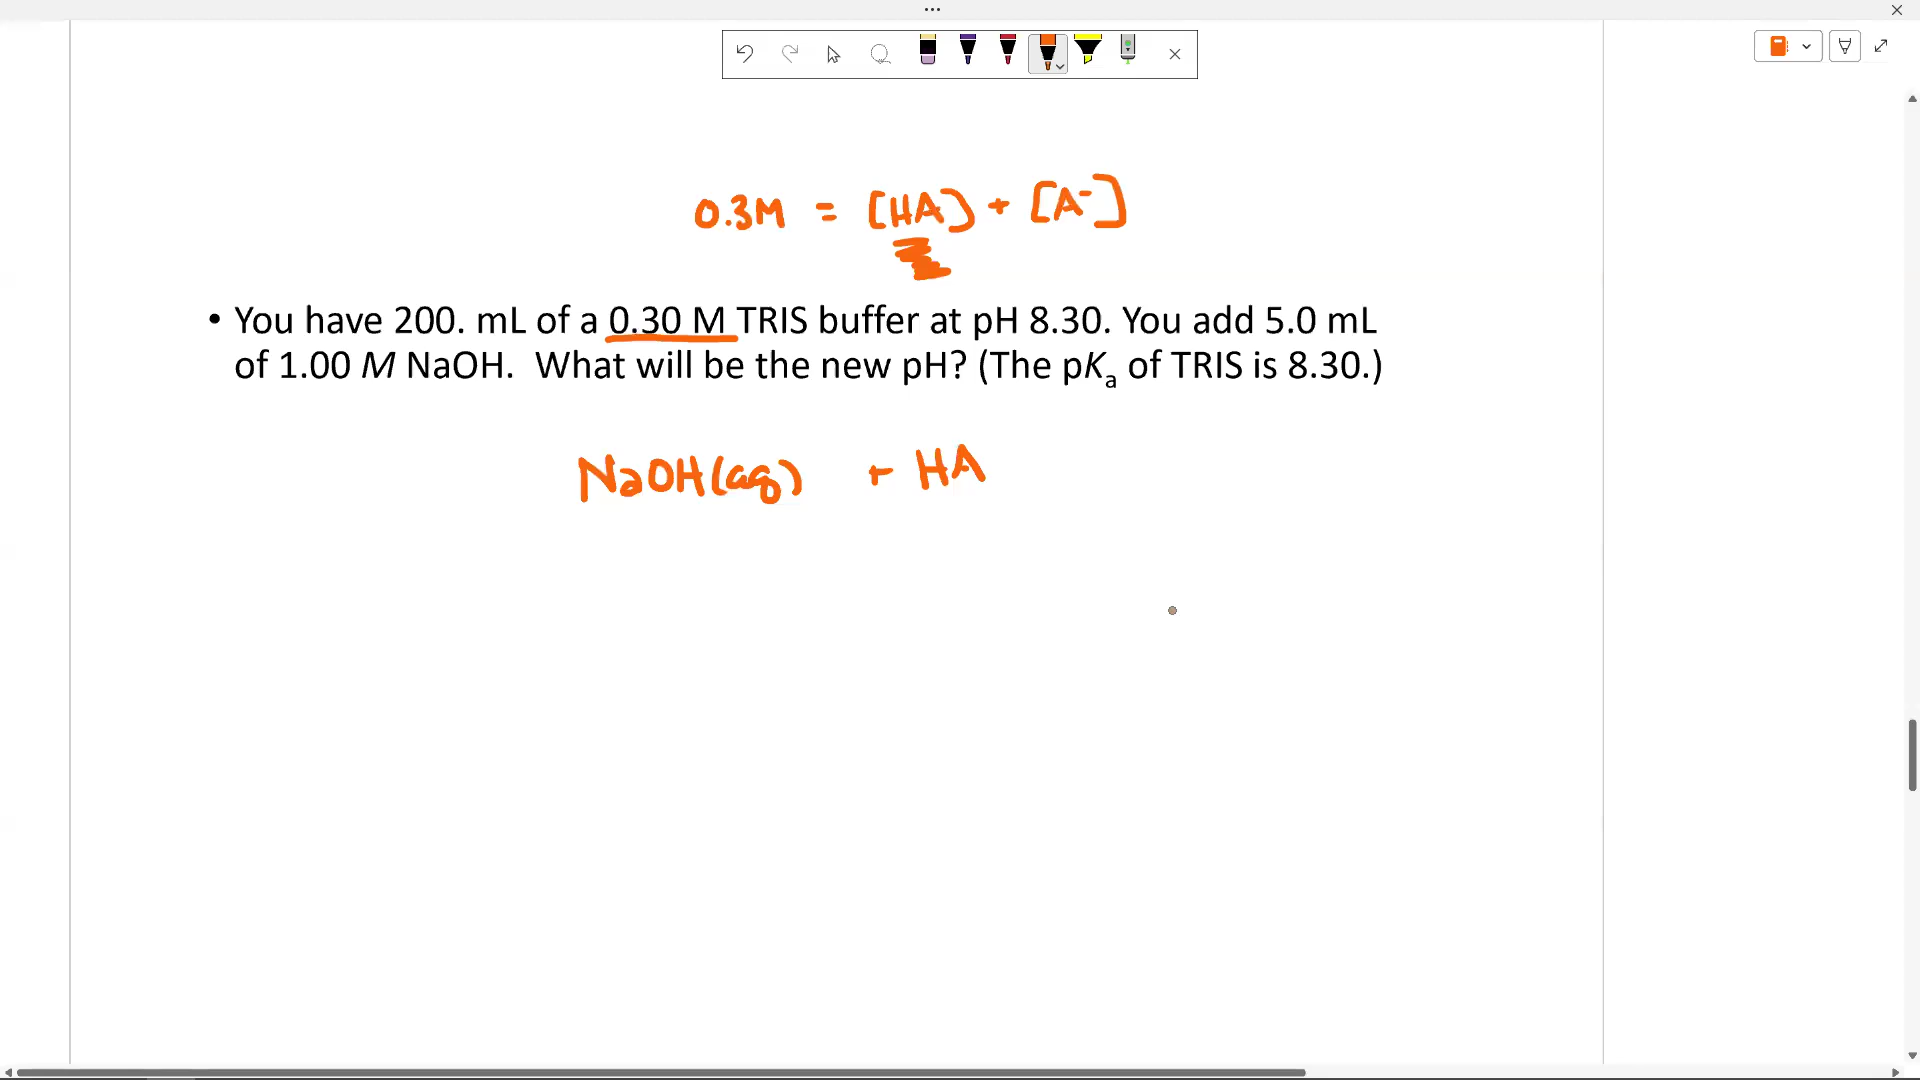 0.3M = [HA] + [A⁻]
• You have 200. mL of a 0.30 M TRIS buffer at pH 8.30. You add 5.0 mL
of 1.00 M NaOH. What will be the new pH? (The pKₐ of TRIS is 8.30.)
NaOH(aq) + HA